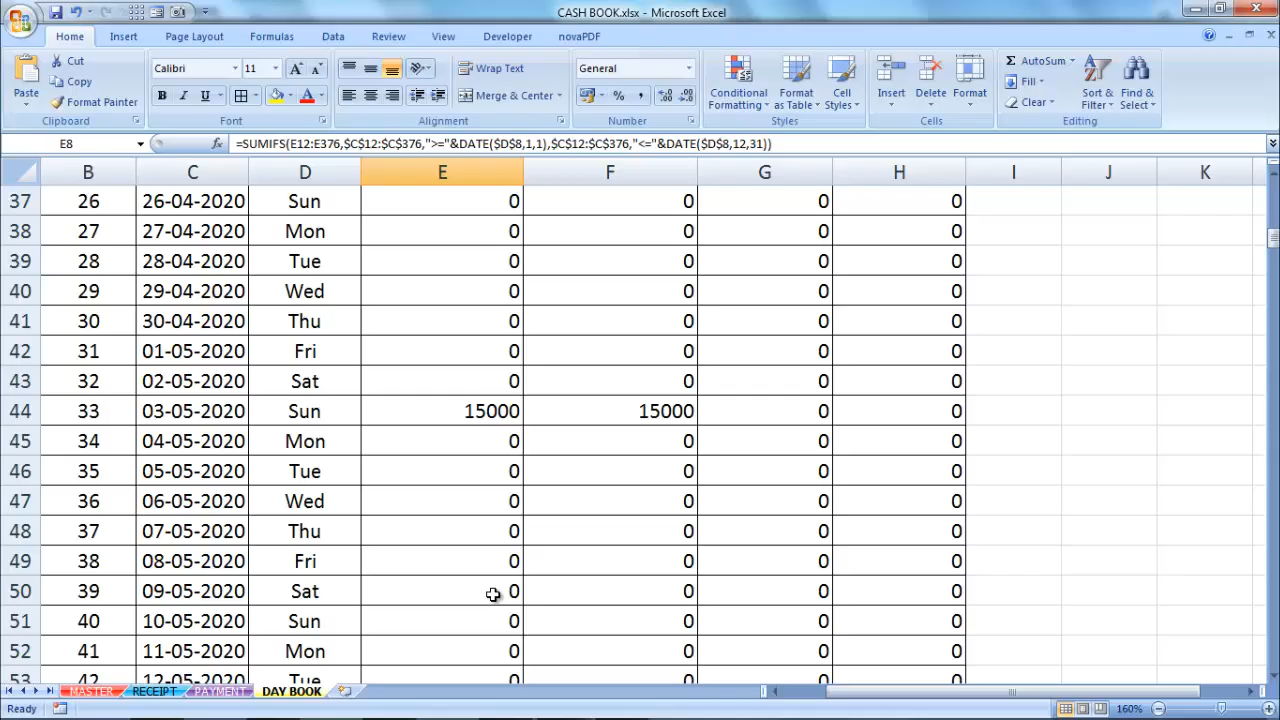 CASH BOOK.xlsx - Microsoft Excel
Home Insert Page Layout Formulas Data Review View Developer novaPDF
Paste Cut Calibri 11 Wrap Text General Conditional Formatting Format as Table Cell Styles Insert Delete Format AutoSum Sort & Filter Find & Select
Copy B I U Merge & Center % Fill
Format Painter Clear
Clipboard Font Alignment Number Styles Cells Editing
E8 fx =SUMIFS(E12:E376,$C$12:$C$376,">="&DATE($D$8,1,1),$C$12:$C$376,"<="&DATE($D$8,12,31))
B C D E F G H I J K
37 26 26-04-2020 Sun 0 0 0 0
38 27 27-04-2020 Mon 0 0 0 0
39 28 28-04-2020 Tue 0 0 0 0
40 29 29-04-2020 Wed 0 0 0 0
41 30 30-04-2020 Thu 0 0 0 0
42 31 01-05-2020 Fri 0 0 0 0
43 32 02-05-2020 Sat 0 0 0 0
44 33 03-05-2020 Sun 15000 15000 0 0
45 34 04-05-2020 Mon 0 0 0 0
46 35 05-05-2020 Tue 0 0 0 0
47 36 06-05-2020 Wed 0 0 0 0
48 37 07-05-2020 Thu 0 0 0 0
49 38 08-05-2020 Fri 0 0 0 0
50 39 09-05-2020 Sat 0 0 0 0
51 40 10-05-2020 Sun 0 0 0 0
52 41 11-05-2020 Mon 0 0 0 0
53 42 12-05-2020 Tue 0 0 0 0
MASTER RECEIPT PAYMENT DAY BOOK
Ready 160%